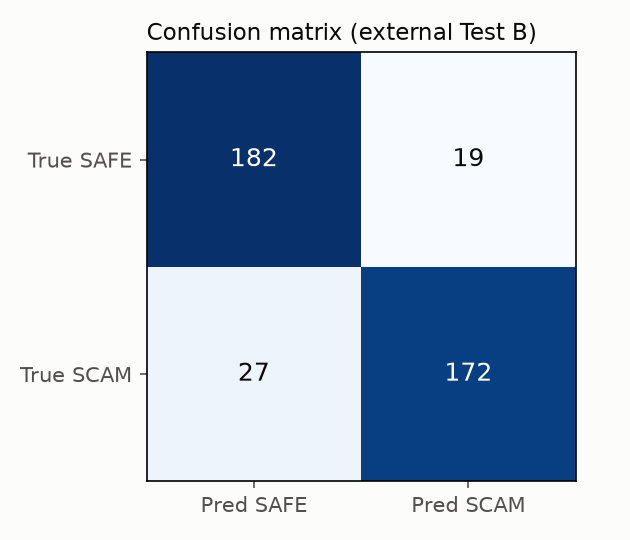 Confusion matrix (external Test B)
True SAFE 182 19
True SCAM 27 172
Pred SAFE Pred SCAM